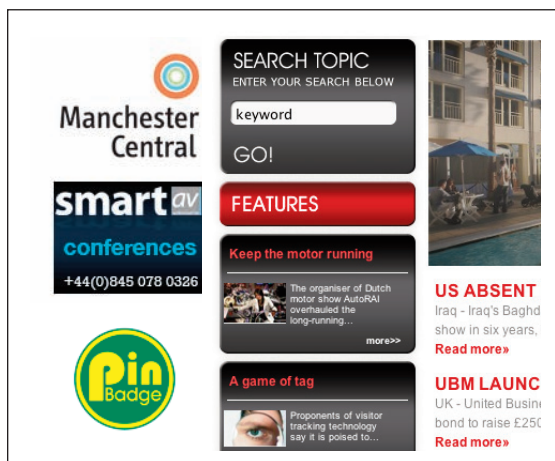 Manchester
Central
smart av
conferences
+44(0)845 078 0326
Pin
Badge
SEARCH TOPIC
ENTER YOUR SEARCH BELOW
keyword
GO!
FEATURES
Keep the motor running
The organiser of Dutch
motor show AutoRAI
overhauled the
long-running...
more>>
A game of tag
Proponents of visitor
tracking technology
say it is poised to...
US ABSENT
Iraq - Iraq's Baghd
show in six years,
Read more»
UBM LAUNC
UK - United Busine
bond to raise £250
Read more»